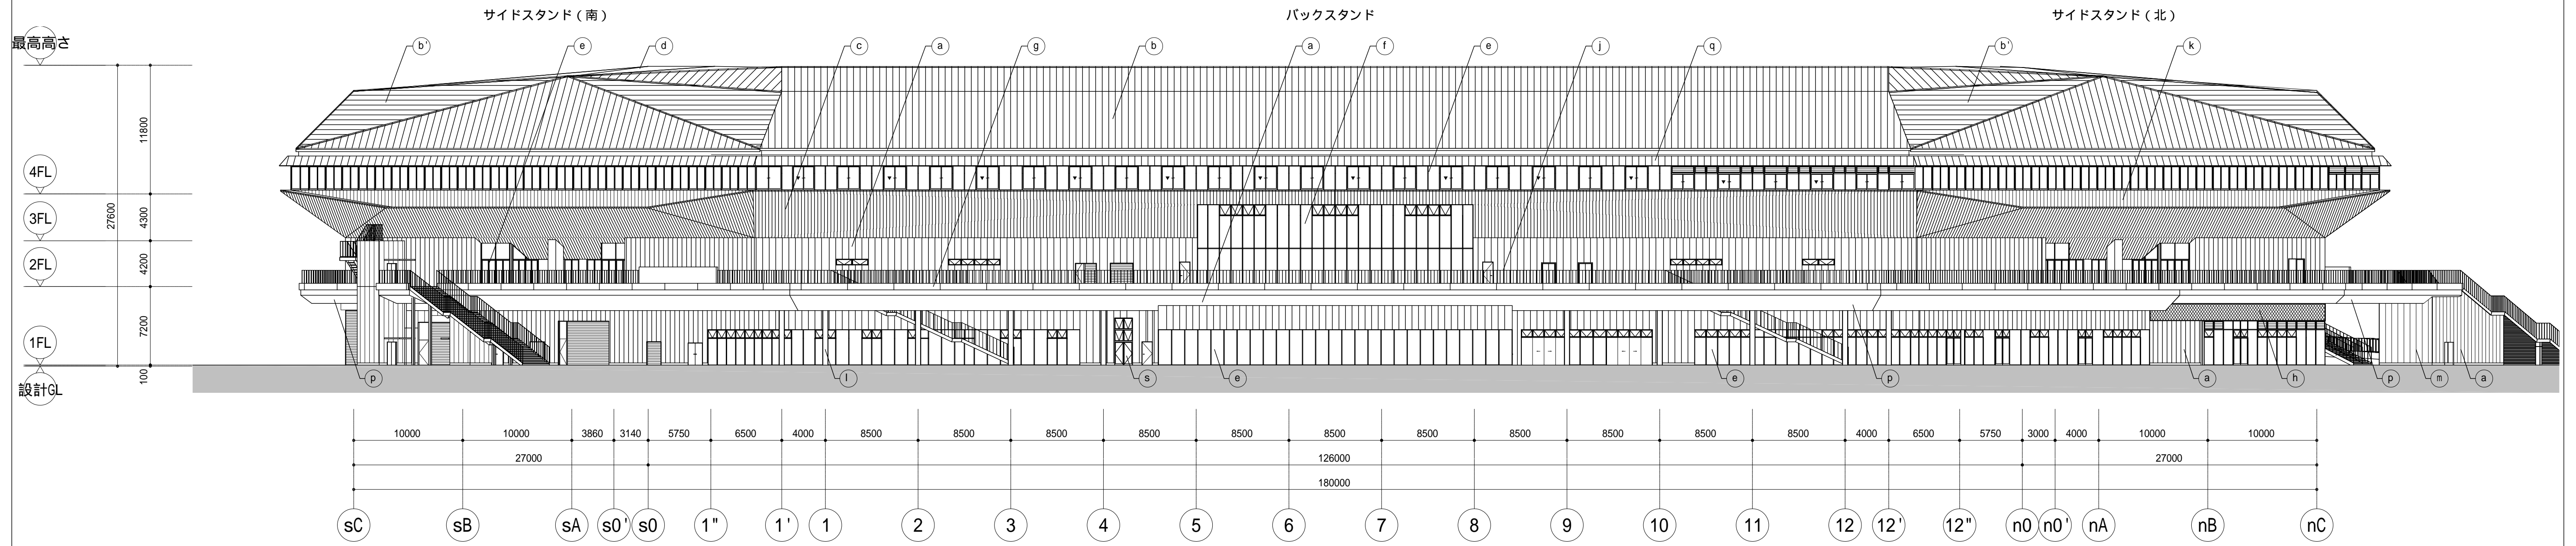 サイドスタンド（南） バックスタンド サイドスタンド（北）
最高高さ
b' e d c a g b a f e j q b' k
11800
4FL
27600
4300
3FL
4200
2FL
7200
1FL
100
設計GL
p l s e e p a h p m a
10000 10000 3860 3140 5750 6500 4000 8500 8500 8500 8500 8500 8500 8500 8500 8500 8500 8500 4000 6500 5750 3000 4000 10000 10000
27000 126000 27000
180000
sC sB sA s0' s0 1" 1' 1 2 3 4 5 6 7 8 9 10 11 12 12' 12" n0 n0' nA nB nC